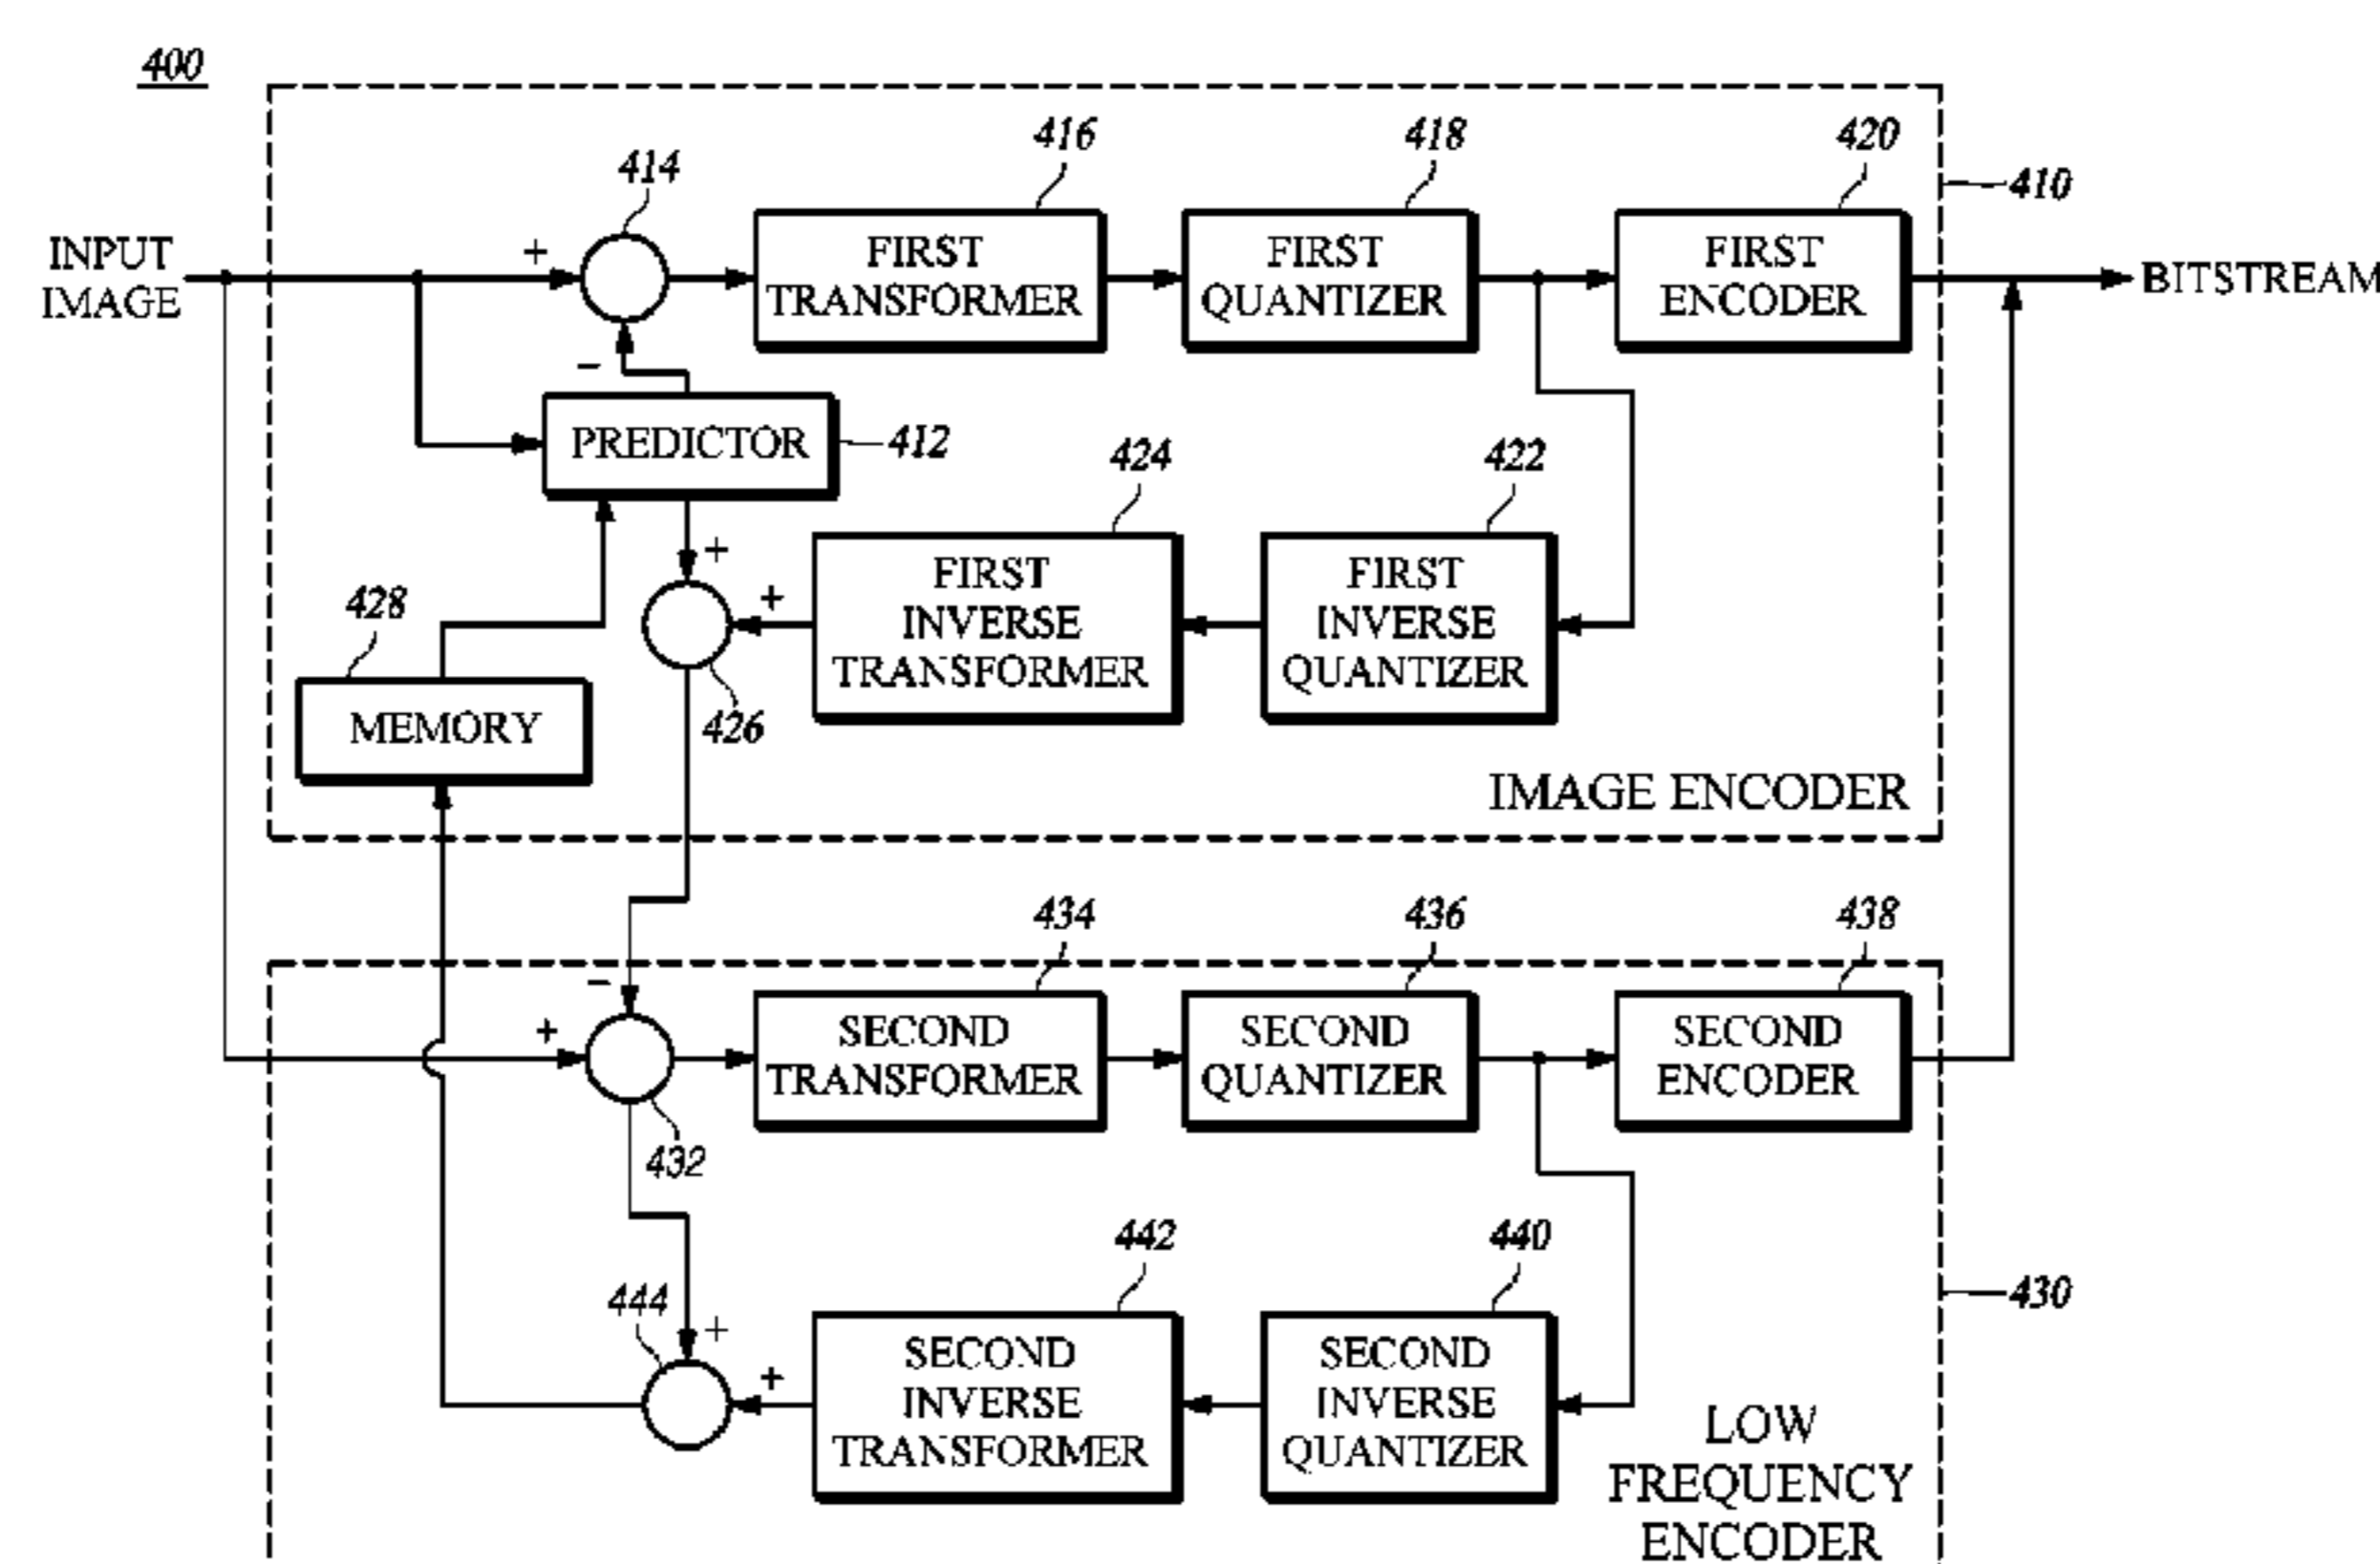 400
414
416
418
420
410
INPUT
IMAGE
+
FIRST
TRANSFORMER
FIRST
QUANTIZER
FIRST
ENCODER
BITSTREAM
−
PREDICTOR
412
424
422
+
+
FIRST
INVERSE
TRANSFORMER
FIRST
INVERSE
QUANTIZER
428
MEMORY
426
IMAGE ENCODER
434
436
438
−
+
SECOND
TRANSFORMER
SECOND
QUANTIZER
SECOND
ENCODER
432
442
440
430
444
+
+
SECOND
INVERSE
TRANSFORMER
SECOND
INVERSE
QUANTIZER
LOW
FREQUENCY
ENCODER